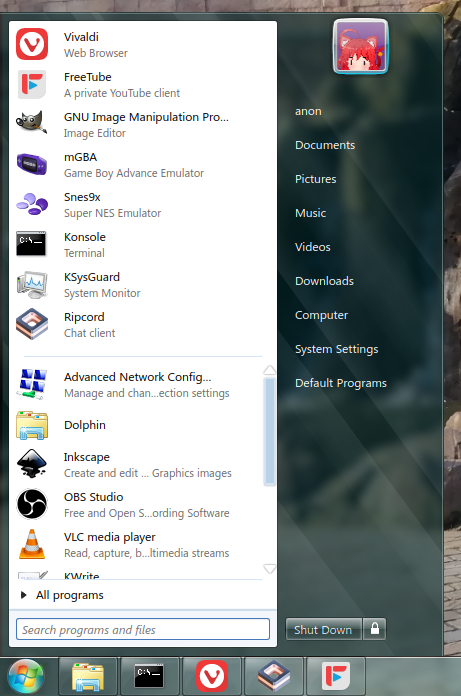 Vivaldi
Web Browser
FreeTube
A private YouTube client
GNU Image Manipulation Pro...
Image Editor
mGBA
Game Boy Advance Emulator
Snes9x
Super NES Emulator
Konsole
Terminal
KSysGuard
System Monitor
Ripcord
Chat client
Advanced Network Config...
Manage and chan...ection settings
Dolphin
Inkscape
Create and edit ... Graphics images
OBS Studio
Free and Open S...ording Software
VLC media player
Read, capture, b...ltimedia streams
KWrite
All programs
Search programs and files
anon
Documents
Pictures
Music
Videos
Downloads
Computer
System Settings
Default Programs
Shut Down